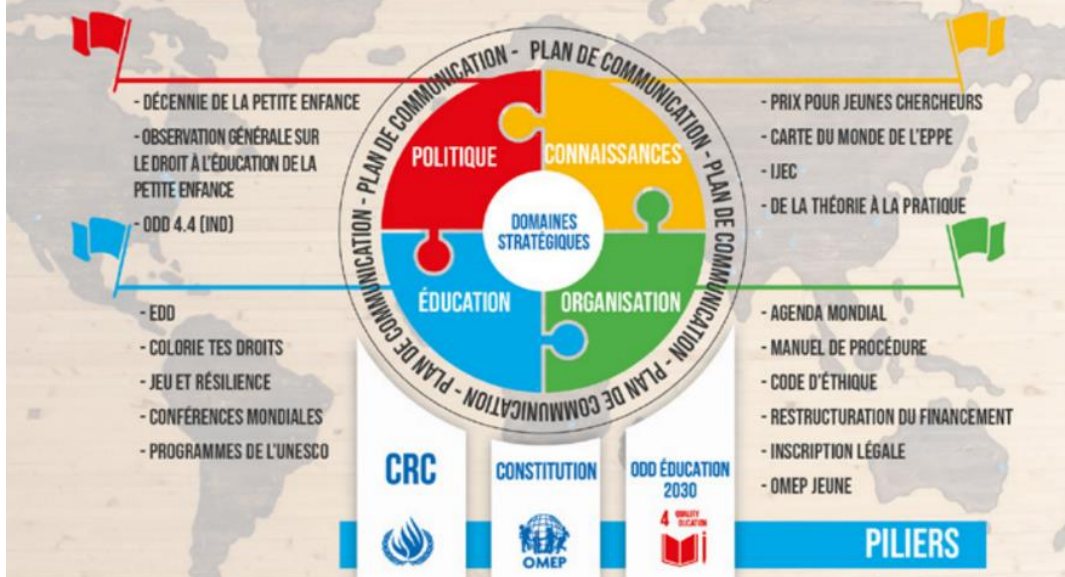 - DÉCENNIE DE LA PETITE ENFANCE
- OBSERVATION GÉNÉRALE SUR
LE DROIT À L'ÉDUCATION DE LA
PETITE ENFANCE
- ODD 4.4 (IND)
- PRIX POUR JEUNES CHERCHEURS
- CARTE DU MONDE DE L'EPPE
- IJEC
- DE LA THÉORIE À LA PRATIQUE
PLAN DE COMMUNICATION - PLAN DE COMMUNICATION - PLAN DE COMMUNICATION - PLAN DE COMMUNICATION - PLAN DE COMMUNICATION - PLAN DE COMMUNICATION -
POLITIQUE
CONNAISSANCES
DOMAINES
STRATÉGIQUES
ÉDUCATION
ORGANISATION
- EDD
- COLORIE TES DROITS
- JEU ET RÉSILIENCE
- CONFÉRENCES MONDIALES
- PROGRAMMES DE L'UNESCO
- AGENDA MONDIAL
- MANUEL DE PROCÉDURE
- CODE D'ÉTHIQUE
- RESTRUCTURATION DU FINANCEMENT
- INSCRIPTION LÉGALE
- OMEP JEUNE
CRC
CONSTITUTION
OMEP
ODD ÉDUCATION
2030
4 QUALITY
EDUCATION
PILIERS